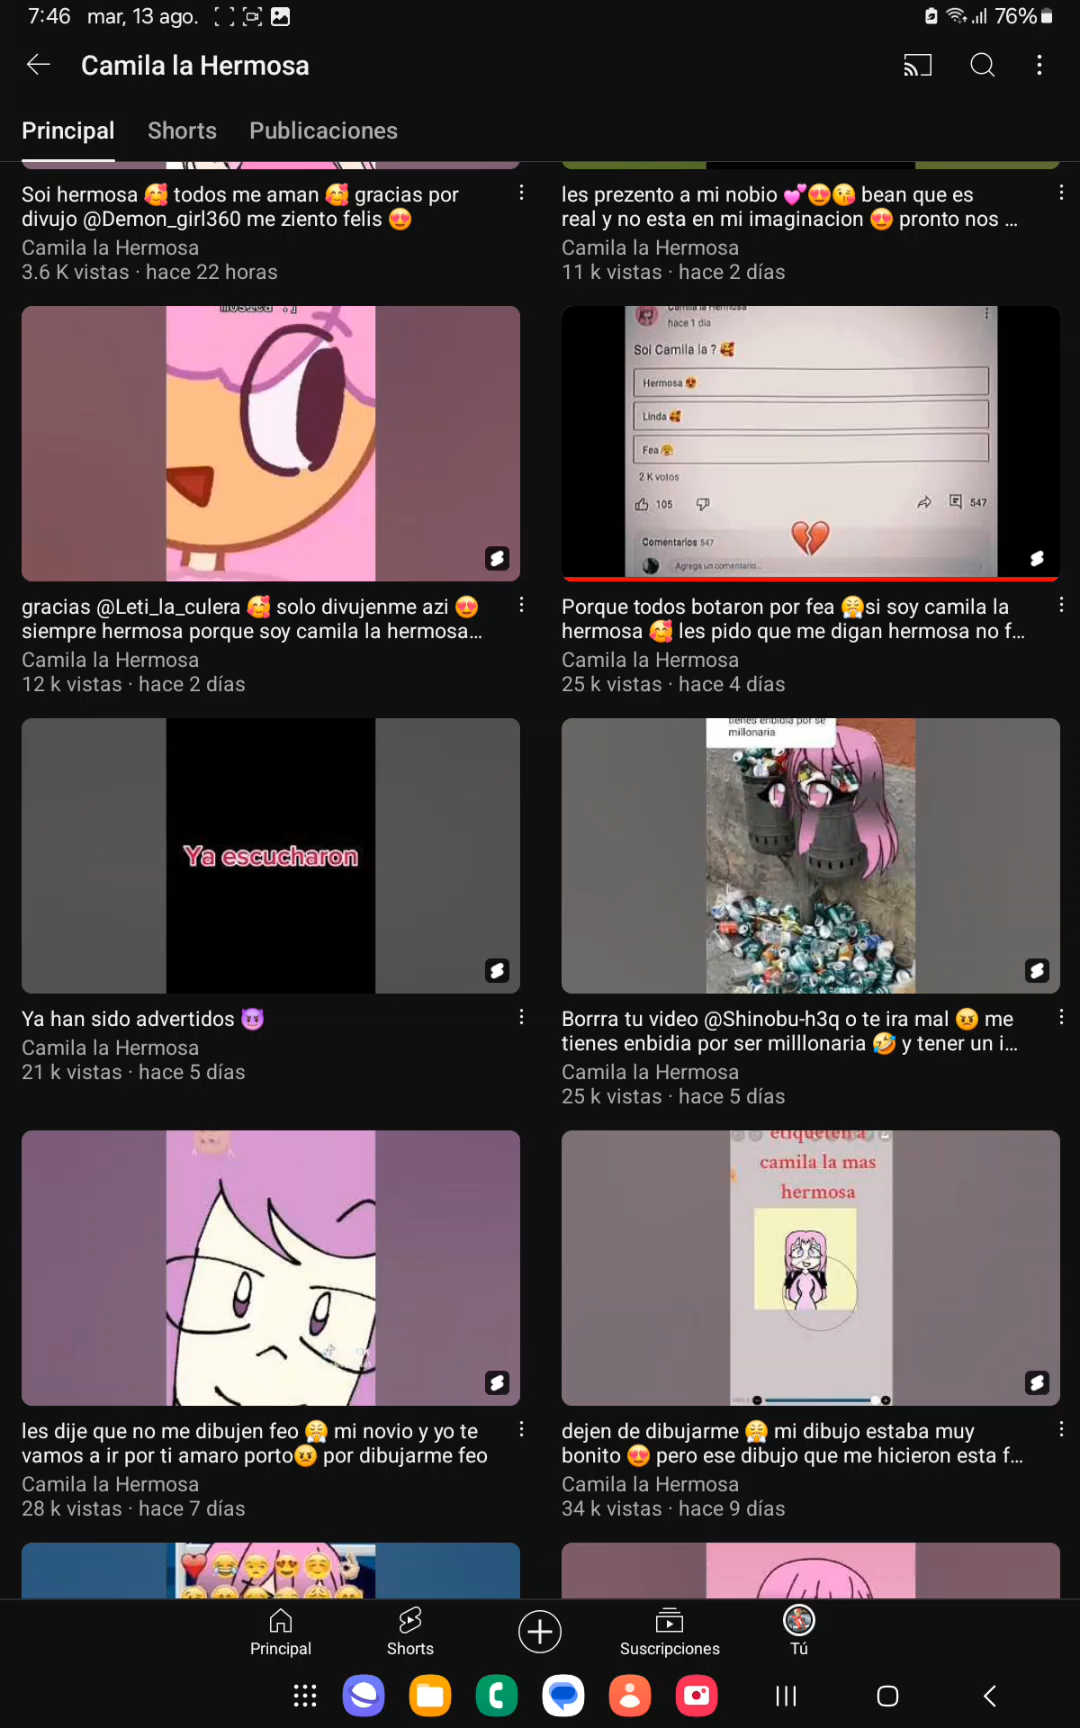 7:46 mar, 13 ago. 76%
Camila la Hermosa
Principal Shorts Publicaciones
Soi hermosa 🥰 todos me aman 🥰 gracias por
divujo @Demon_girl360 me ziento felis 😍
Camila la Hermosa
3.6 K vistas · hace 22 horas
les prezento a mi nobio 💕😍😘 bean que es
real y no esta en mi imaginacion 😍 pronto nos ...
Camila la Hermosa
11 k vistas · hace 2 días
gracias @Leti_la_culera 🥰 solo divujenme azi 😍
siempre hermosa porque soy camila la hermosa...
Camila la Hermosa
12 k vistas · hace 2 días
Camila la Hermosa
hace 1 dia
Soi Camila la ? 🥰
Hermosa 😍
Linda 🥰
Fea 😤
2 K votos
105
547
Comentarios 547
Agrega un comentario...
Porque todos botaron por fea 😤si soy camila la
hermosa 🥰 les pido que me digan hermosa no f...
Camila la Hermosa
25 k vistas · hace 4 días
Ya escucharon
Ya han sido advertidos 😈
Camila la Hermosa
21 k vistas · hace 5 días
tienes enbidia por se
millonaria
Borrra tu video @Shinobu-h3q o te ira mal 😠 me
tienes enbidia por ser milllonaria 🤣 y tener un i...
Camila la Hermosa
25 k vistas · hace 5 días
les dije que no me dibujen feo 😤 mi novio y yo te
vamos a ir por ti amaro porto😠 por dibujarme feo
Camila la Hermosa
28 k vistas · hace 7 días
etiqueten a
camila la mas
hermosa
dejen de dibujarme 😤 mi dibujo estaba muy
bonito 😍 pero ese dibujo que me hicieron esta f...
Camila la Hermosa
34 k vistas · hace 9 días
Principal Shorts Suscripciones Tú